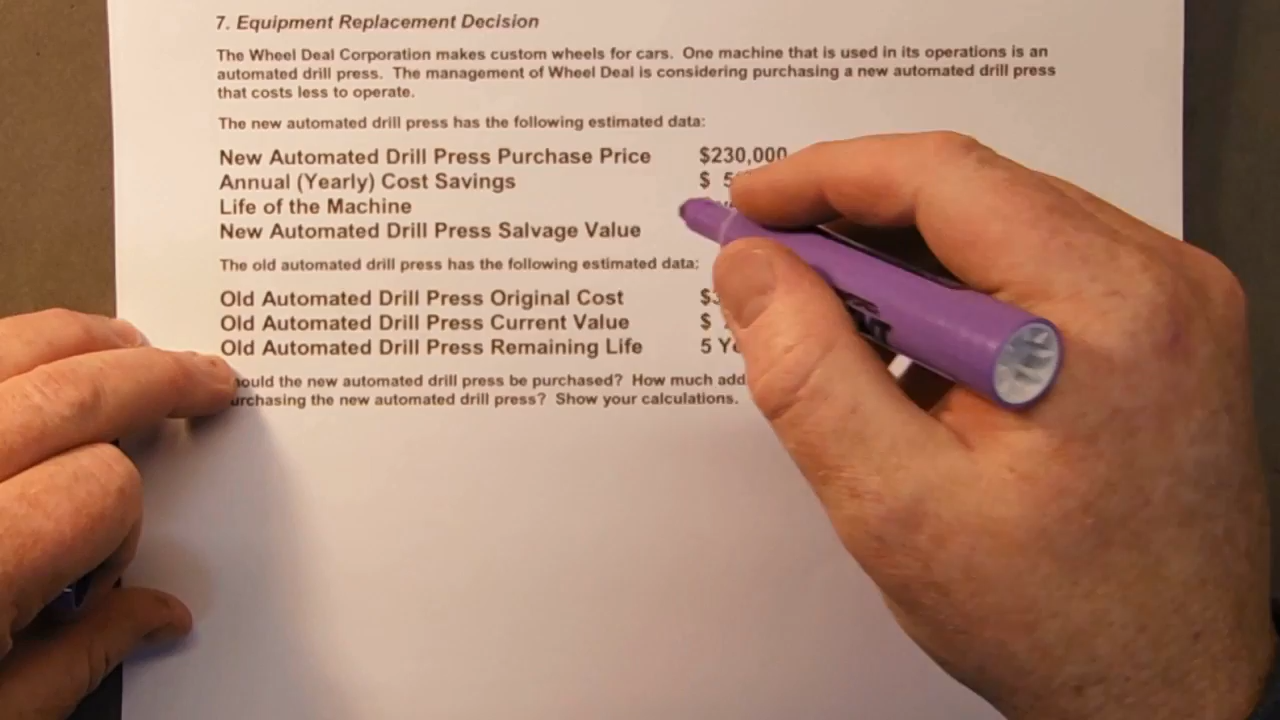 7. Equipment Replacement Decision
The Wheel Deal Corporation makes custom wheels for cars. One machine that is used in its operations is an
automated drill press. The management of Wheel Deal is considering purchasing a new automated drill press
that costs less to operate.
The new automated drill press has the following estimated data:
New Automated Drill Press Purchase Price $230,000
Annual (Yearly) Cost Savings $ 5
Life of the Machine
New Automated Drill Press Salvage Value
The old automated drill press has the following estimated data;
Old Automated Drill Press Original Cost $3
Old Automated Drill Press Current Value $
Old Automated Drill Press Remaining Life 5
the new automated drill press be purchased? How much
the new automated drill press? Show your calculations.